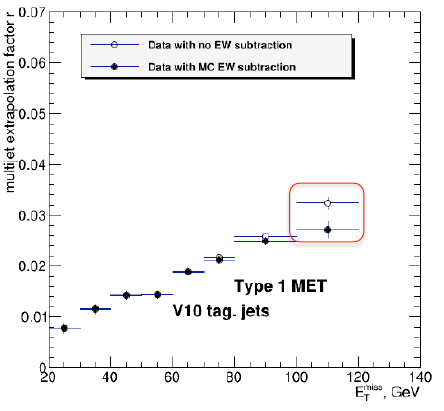 multijet extrapolation factor r
0.07
0.06
0.05
0.04
0.03
0.02
0.01
0
Data with no EW subtraction
Data with MC EW subtraction
Type 1 MET
V10 tag. jets
20 40 60 80 100 120 140
E_T^miss, GeV